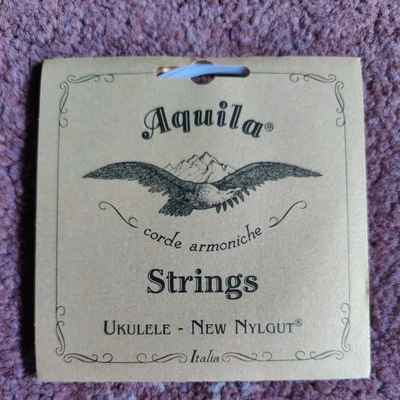 Aquila®
corde armoniche
Strings
UKULELE - NEW NYLGUT®
Italia